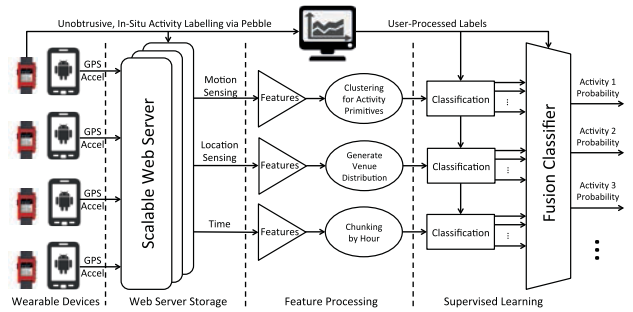 Unobtrusive, In-Situ Activity Labelling via Pebble
User-Processed Labels
GPS
Accel
GPS
Accel
GPS
Accel
GPS
Accel
Scalable Web Server
Motion
Sensing
Location
Sensing
Time
Features
Features
Features
Clustering
for Activity
Primitives
Generate
Venue
Distribution
Chunking
by Hour
Classification
Classification
Classification
Fusion Classifier
Activity 1
Probability
Activity 2
Probability
Activity 3
Probability
Wearable Devices
Web Server Storage
Feature Processing
Supervised Learning